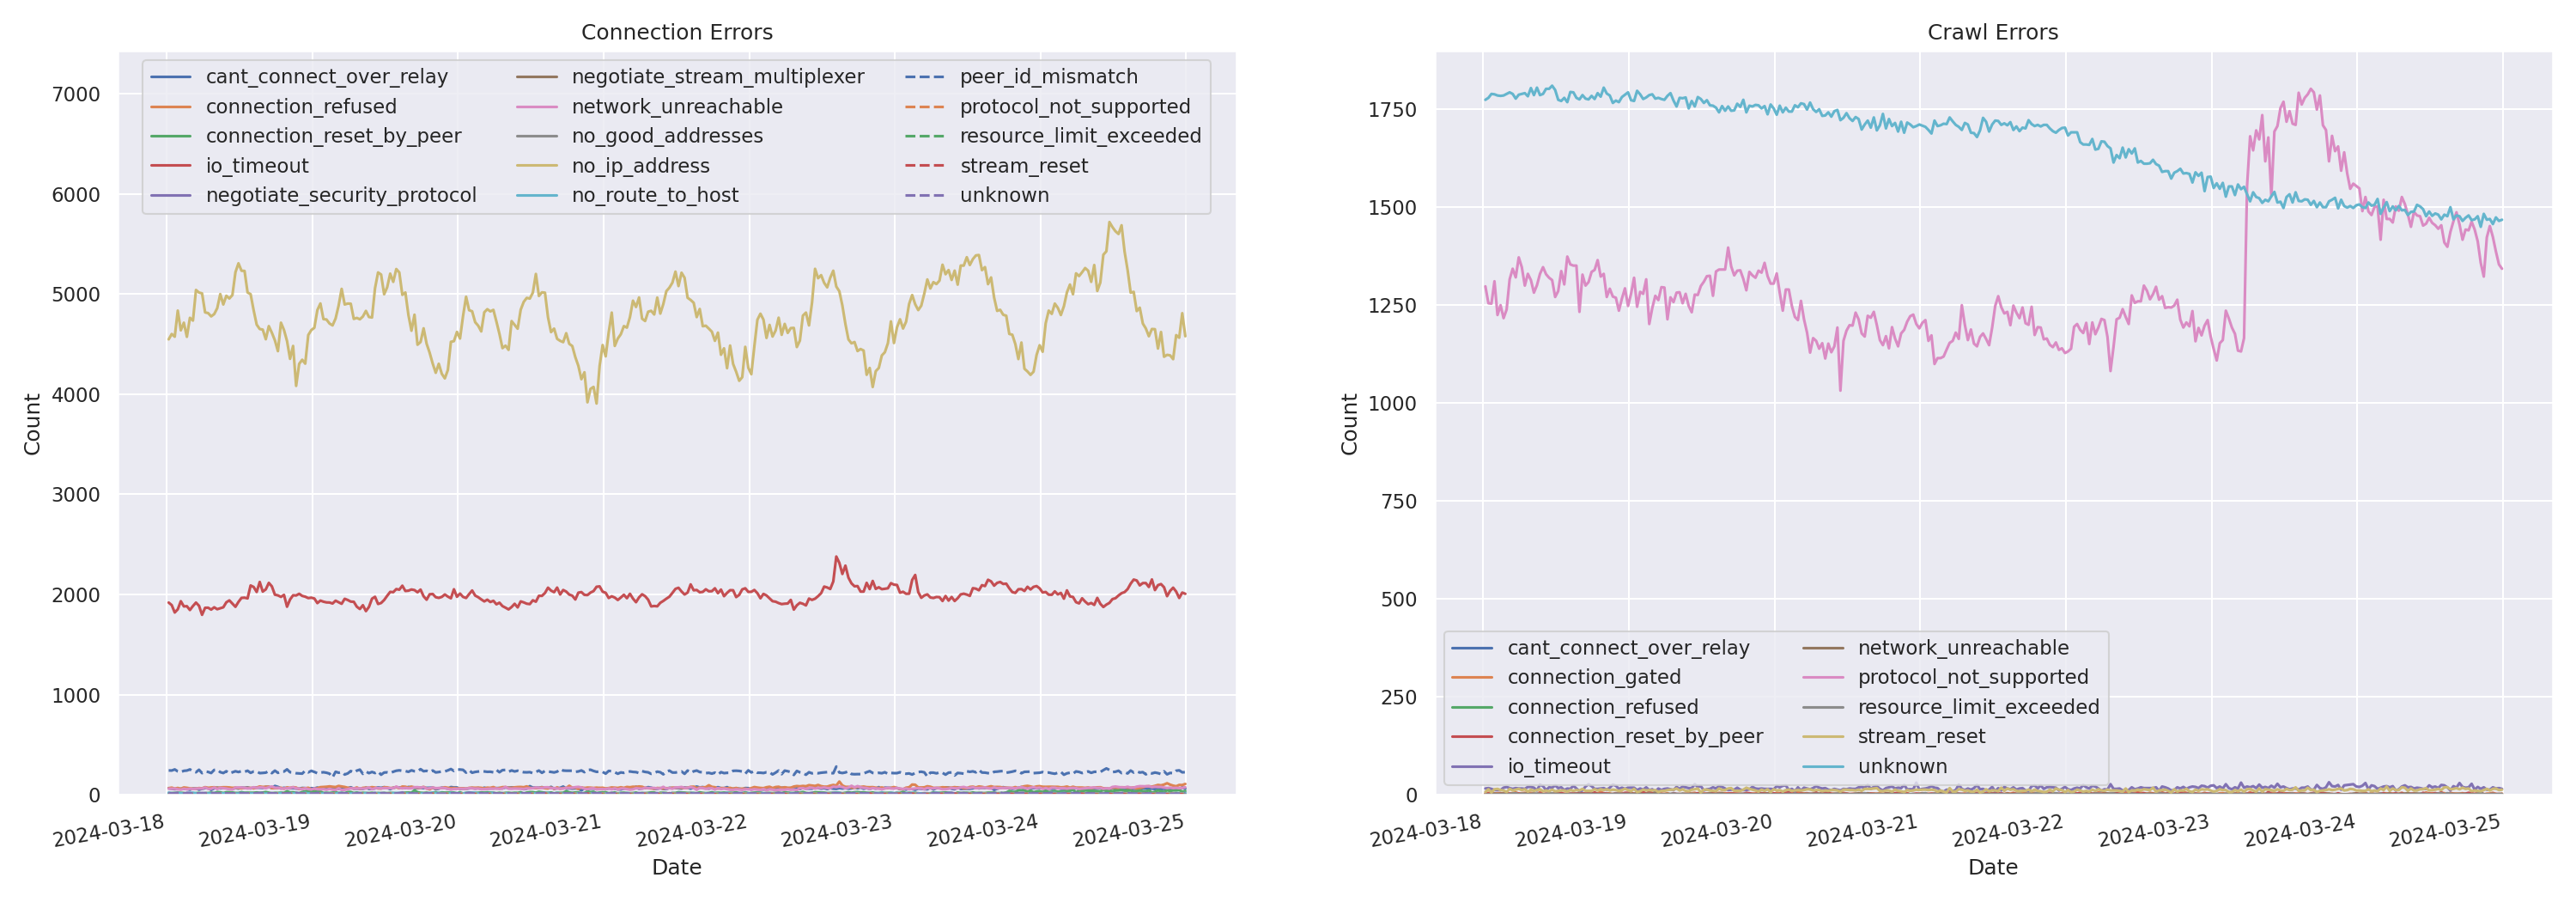 Connection Errors
7000
6000
5000
4000
3000
2000
1000
0
Count
cant_connect_over_relay
connection_refused
connection_reset_by_peer
io_timeout
negotiate_security_protocol
negotiate_stream_multiplexer
network_unreachable
no_good_addresses
no_ip_address
no_route_to_host
peer_id_mismatch
protocol_not_supported
resource_limit_exceeded
stream_reset
unknown
2024-03-18
2024-03-19
2024-03-20
2024-03-21
2024-03-22
2024-03-23
2024-03-24
2024-03-25
Date
Crawl Errors
1750
1500
1250
1000
750
500
250
0
Count
cant_connect_over_relay
connection_gated
connection_refused
connection_reset_by_peer
io_timeout
network_unreachable
protocol_not_supported
resource_limit_exceeded
stream_reset
unknown
2024-03-18
2024-03-19
2024-03-20
2024-03-21
2024-03-22
2024-03-23
2024-03-24
2024-03-25
Date